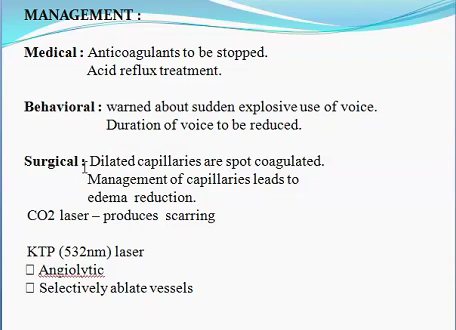 MANAGEMENT :
Medical : Anticoagulants to be stopped.
Acid reflux treatment.
Behavioral : warned about sudden explosive use of voice.
Duration of voice to be reduced.
Surgical : Dilated capillaries are spot coagulated.
Management of capillaries leads to
edema reduction.
CO2 laser – produces scarring
KTP (532nm) laser
□ Angiolytic
□ Selectively ablate vessels